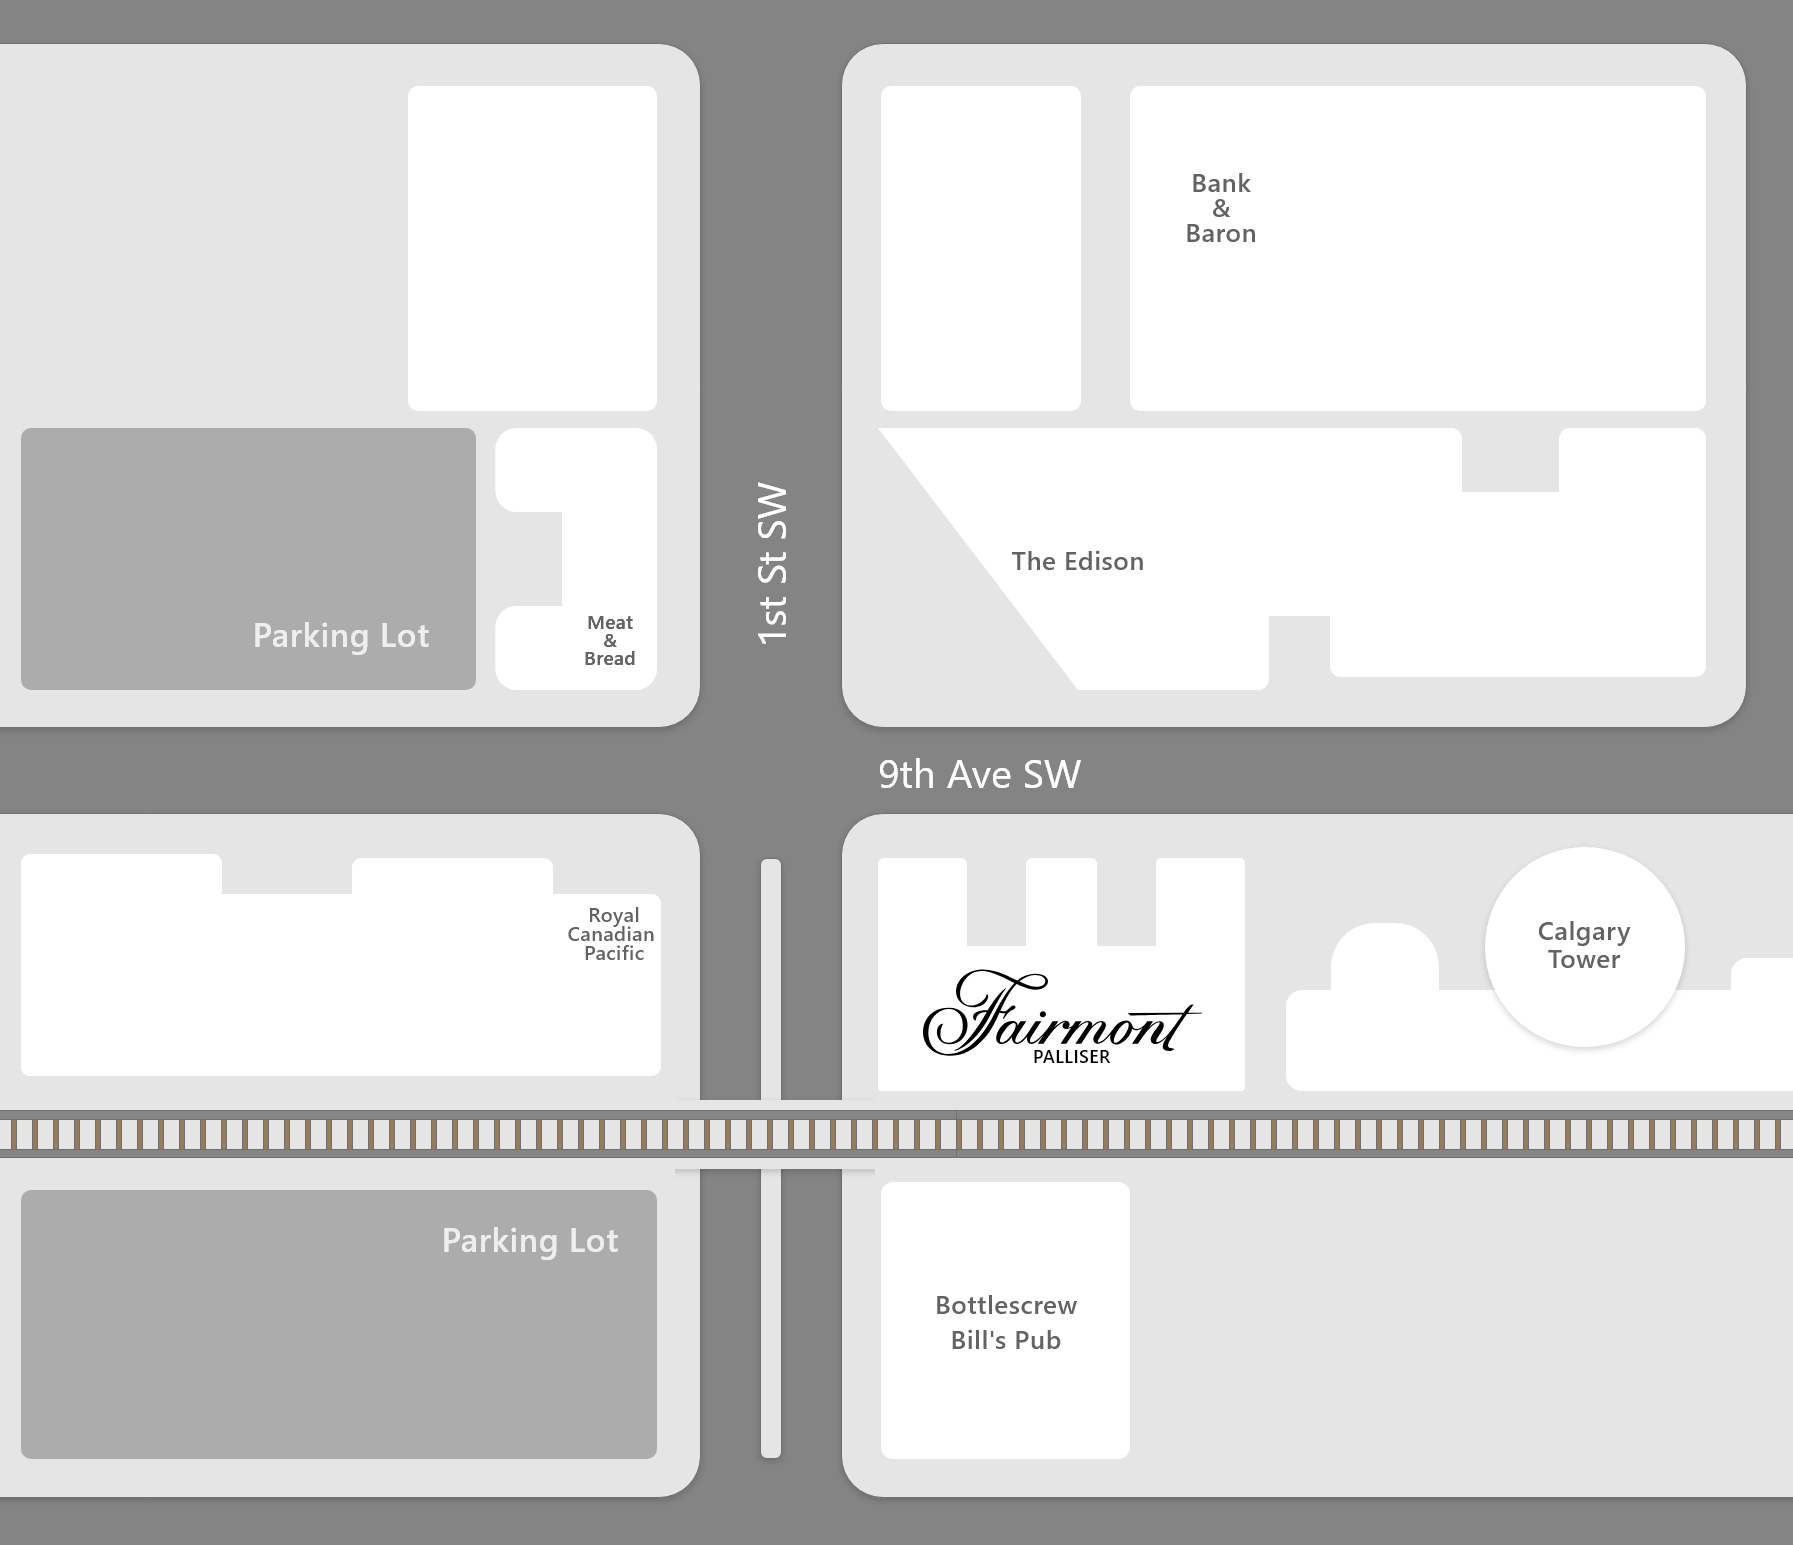 Bank
&
Baron
1st St SW
The Edison
Parking Lot
Meat
&
Bread
9th Ave SW
Royal
Canadian
Pacific
Fairmont
PALLISER
Calgary
Tower
Parking Lot
Bottlescrew
Bill's Pub